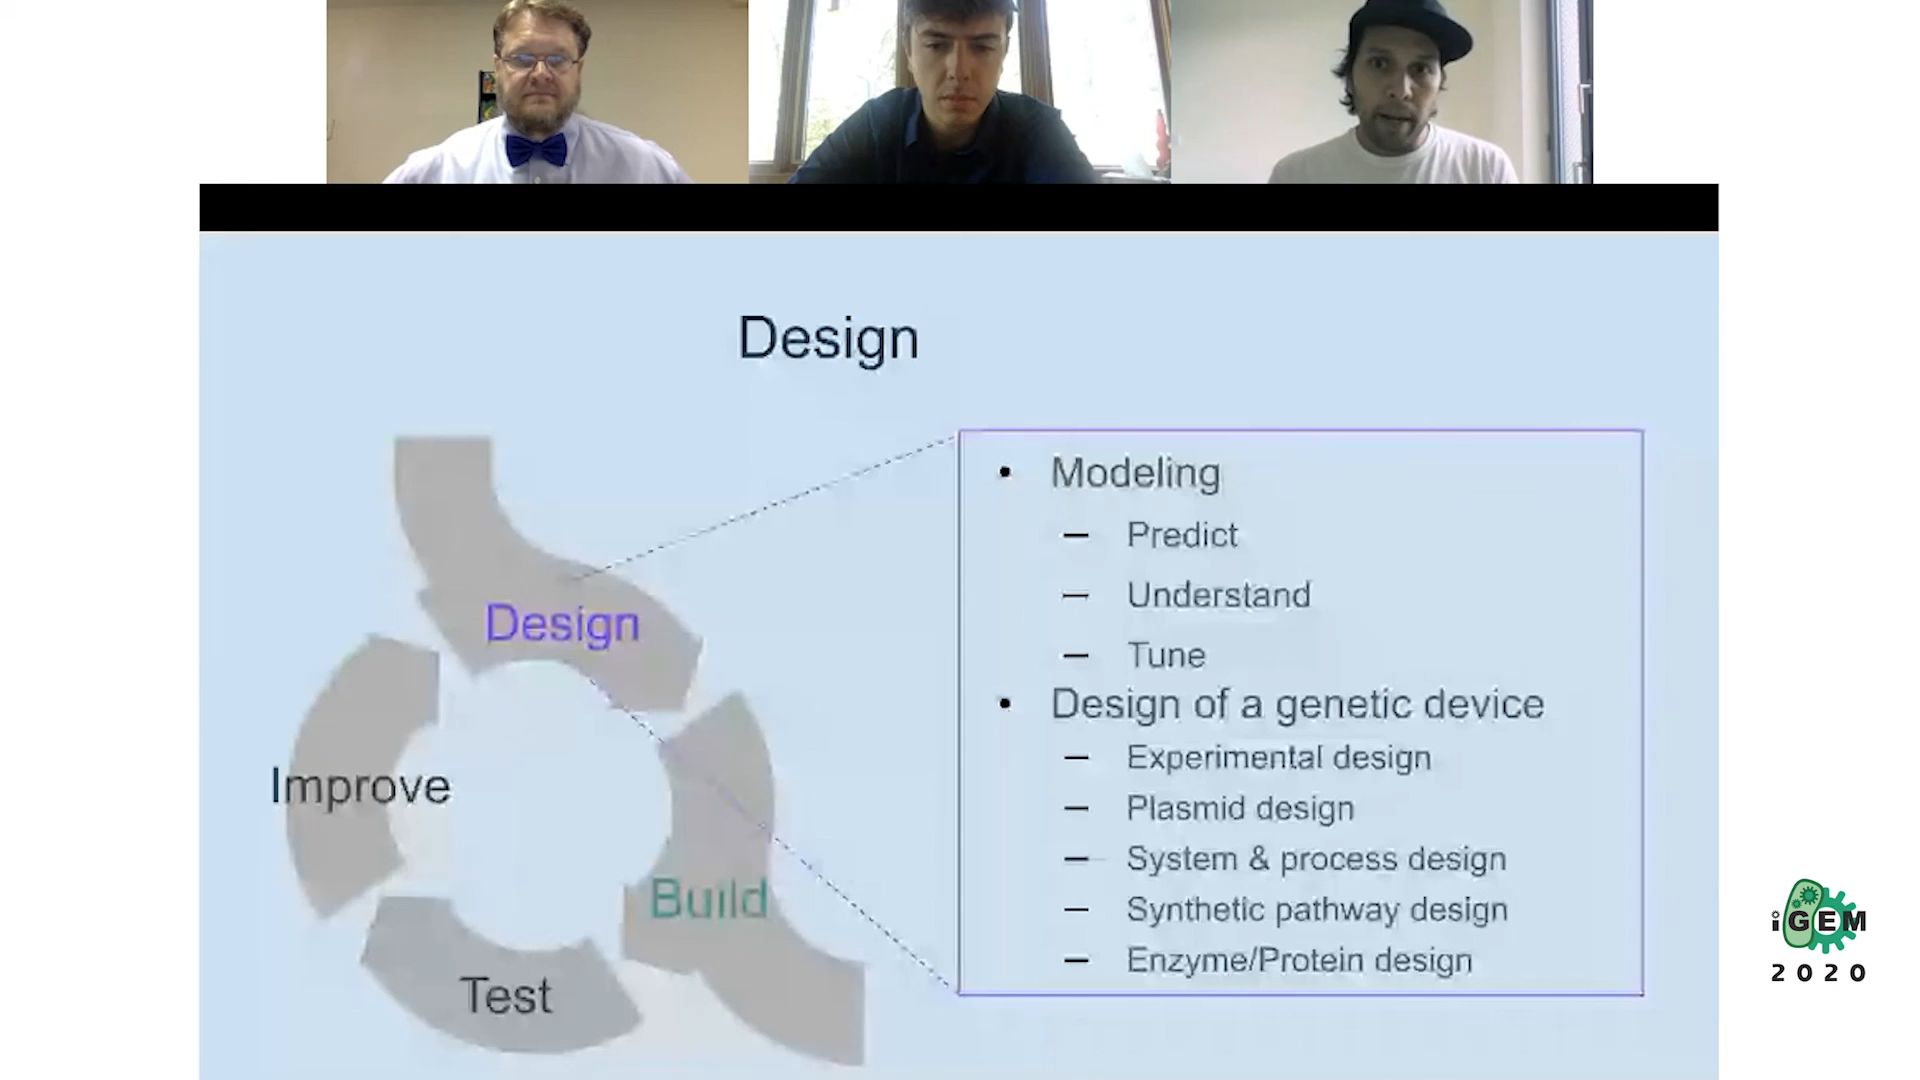 Design
Design
Improve
Build
Test
• Modeling
– Predict
– Understand
– Tune
• Design of a genetic device
– Experimental design
– Plasmid design
– System & process design
– Synthetic pathway design
– Enzyme/Protein design
iGEM
2020